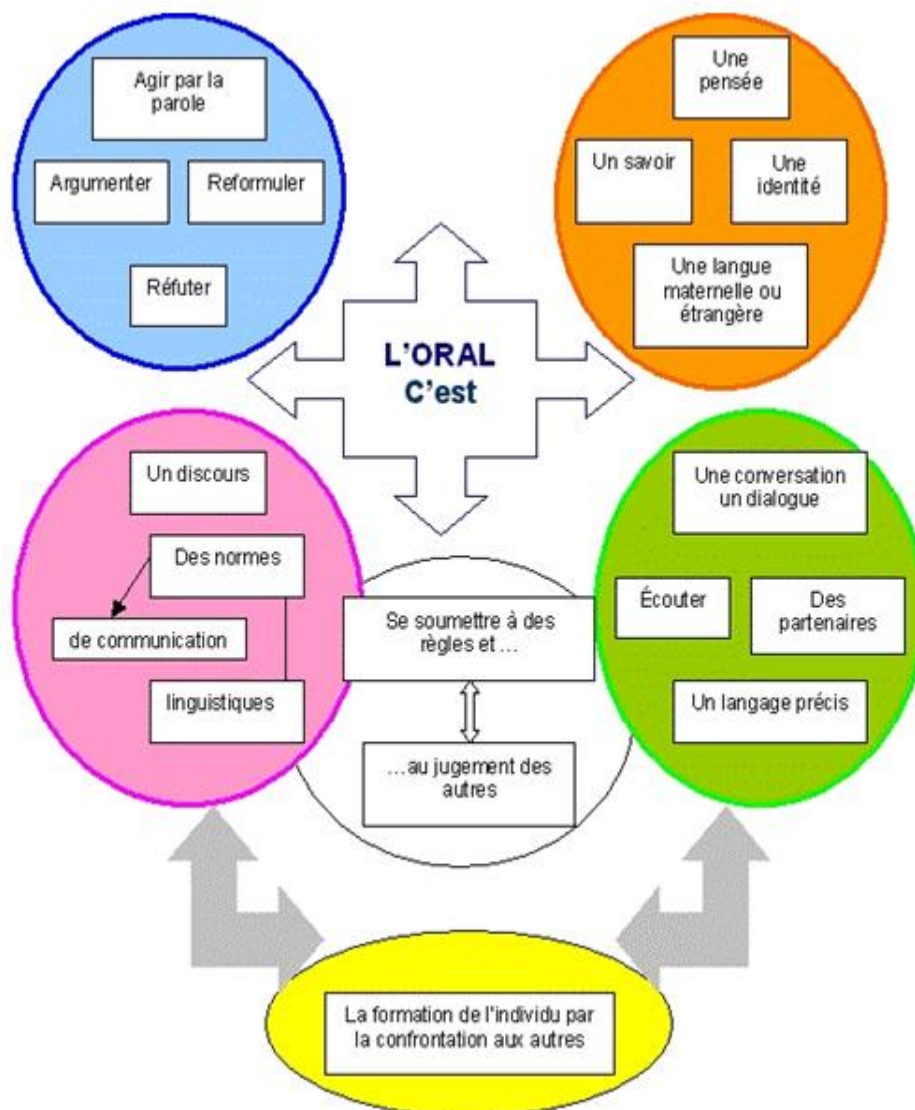 Agir par la
parole
Argumenter
Reformuler
Réfuter
Une
pensée
Un savoir
Une
identité
Une langue
maternelle ou
étrangère
L'ORAL
C'est
Un discours
Des normes
de communication
linguistiques
Se soumettre à des
règles et ...
...au jugement des
autres
Une conversation
un dialogue
Écouter
Des
partenaires
Un langage précis
La formation de l'individu par
la confrontation aux autres